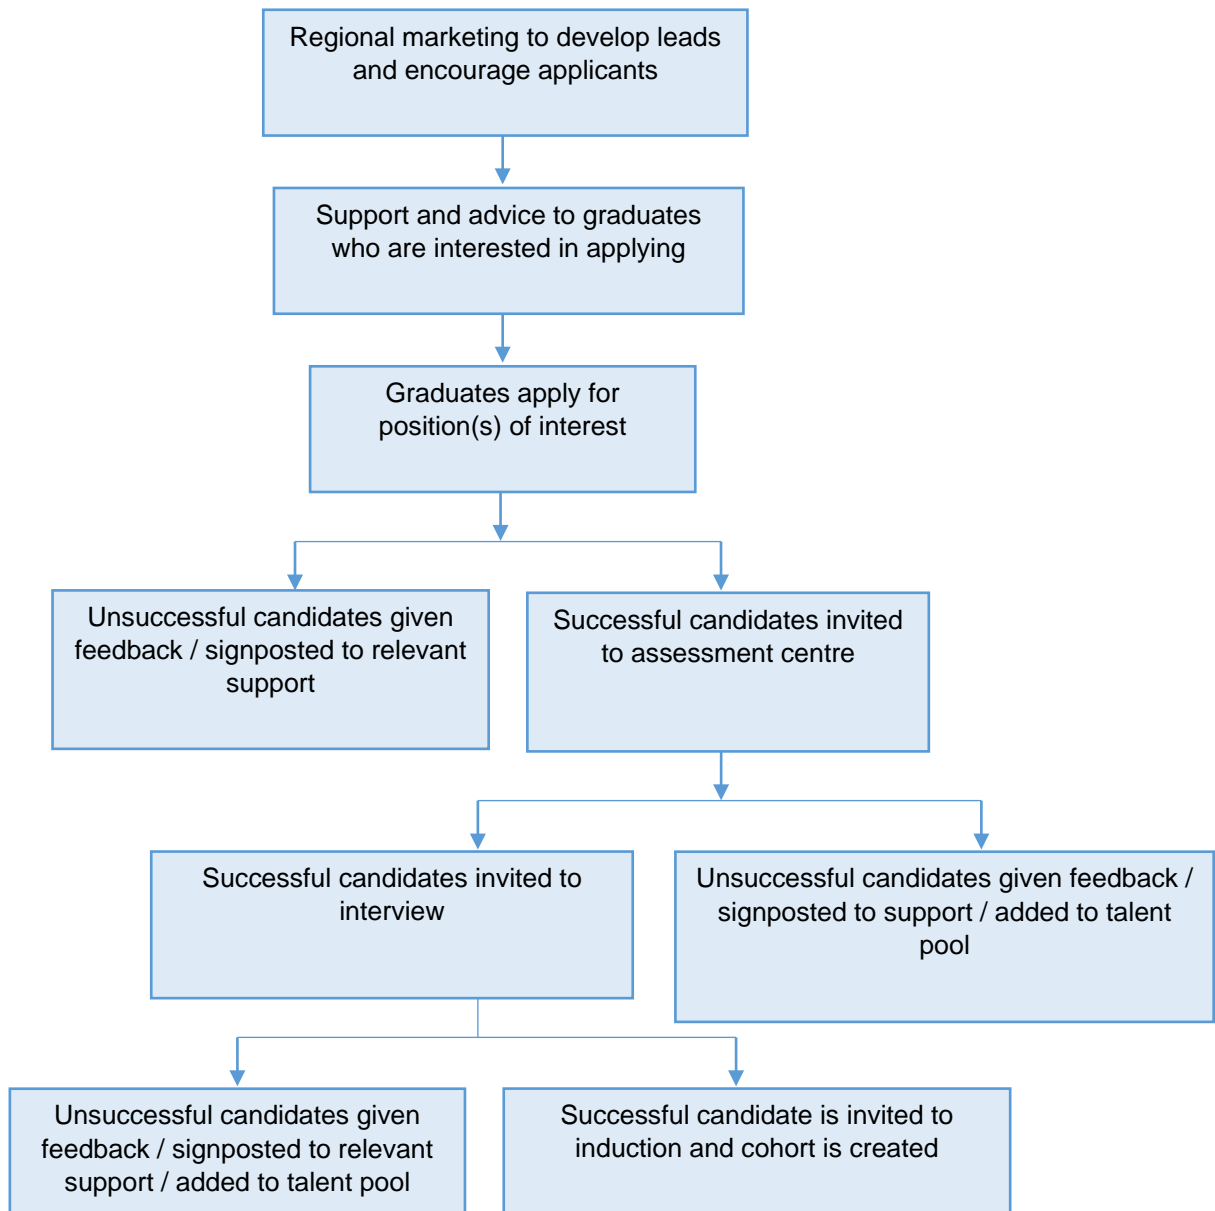 Regional marketing to develop leads
and encourage applicants
Support and advice to graduates
who are interested in applying
Graduates apply for
position(s) of interest
Unsuccessful candidates given
feedback / signposted to relevant
support
Successful candidates invited
to assessment centre
Successful candidates invited to
interview
Unsuccessful candidates given feedback /
signposted to support / added to talent
pool
Unsuccessful candidates given
feedback / signposted to relevant
support / added to talent pool
Successful candidate is invited to
induction and cohort is created